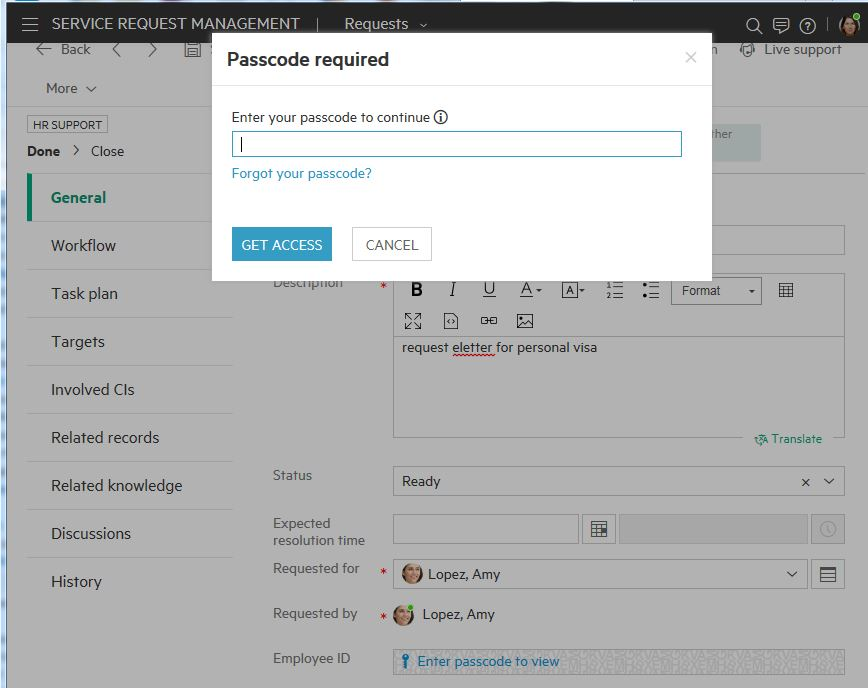 SERVICE REQUEST MANAGEMENT | Requests
Back
Live support
More
Passcode required
Enter your passcode to continue
Forgot your passcode?
GET ACCESS CANCEL
HR SUPPORT
Done > Close
General
Workflow
Task plan
Targets
Involved CIs
Related records
Related knowledge
Discussions
History
Description *
B I U A A Format
request eletter for personal visa
Translate
Status Ready
Expected
resolution time
Requested for * Lopez, Amy
Requested by * Lopez, Amy
Employee ID Enter passcode to view